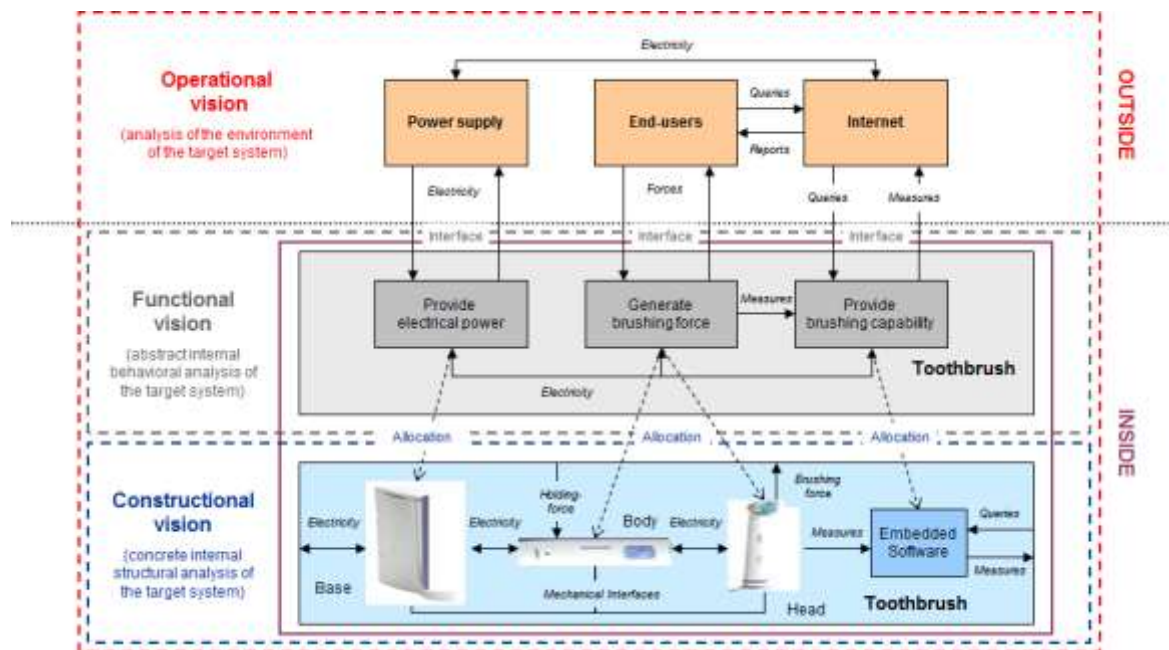 Electricity
Operational
vision
(analysis of the environment
of the target system)
Power supply
End-users
Internet
Queries
Reports
OUTSIDE
Electricity
Forces
Queries
Measures
Interface
Interface
Interface
Functional
vision
(abstract internal
behavioral analysis of
the target system)
Provide
electrical power
Generate
brushing force
Measures
Provide
brushing capability
Toothbrush
Electricity
INSIDE
Allocation
Allocation
Allocation
Constructional
vision
(concrete internal
structural analysis of
the target system)
Electricity
Base
Electricity
Holding-
force
Body
Electricity
Brushing
force
Head
Mechanical Interfaces
Measures
Embedded
Software
Queries
Measures
Toothbrush